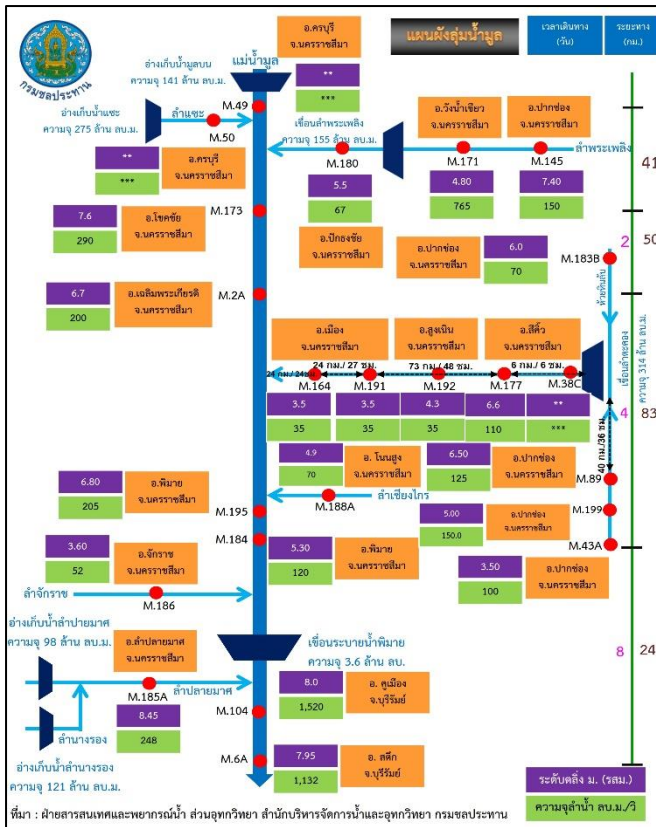 กรมชลประทาน
แม่น้ำมูล
อ.ครบุรี
จ.นครราชสีมา
แผนผังลุ่มน้ำมูล
เวลาเดินทาง
(วัน)
ระยะทาง
(กม.)
อ่างเก็บน้ำมูลบน
ความจุ 141 ล้าน ลบ.ม.
**
***
M.49
อ่างเก็บน้ำแซะ
ความจุ 275 ล้าน ลบ.ม.
ลำแซะ
M.50
เขื่อนลำพระเพลิง
ความจุ 155 ล้าน ลบ.ม.
อ.วังน้ำเขียว
จ.นครราชสีมา
อ.ปากช่อง
จ.นครราชสีมา
ลำพระเพลิง
M.180
M.171
M.145
41
**
***
อ.ครบุรี
จ.นครราชสีมา
5.5
67
4.80
765
7.40
150
7.6
290
อ.โชคชัย
จ.นครราชสีมา
M.173
อ.ปักธงชัย
จ.นครราชสีมา
อ.ปากช่อง
จ.นครราชสีมา
6.0
70
M.183B
2
50
ห้วยหินลับ
6.7
200
อ.เฉลิมพระเกียรติ
จ.นครราชสีมา
M.2A
อ.เมือง
จ.นครราชสีมา
อ.สูงเนิน
จ.นครราชสีมา
อ.สีคิ้ว
จ.นครราชสีมา
เขื่อนลำตะคอง
ความจุ 314 ล้าน ลบ.ม.
24 กม./ 24ชม.
24 กม./ 27 ชม.
73 กม./ 48 ชม.
6 กม./ 6 ชม.
M.164
M.191
M.192
M.177
M.38C
3.5
35
3.5
35
4.3
35
6.6
110
**
***
4
83
40 กม./36 ชม.
4.9
70
อ. โนนสูง
จ.นครราชสีมา
6.50
125
อ.ปากช่อง
จ.นครราชสีมา
M.89
6.80
205
อ.พิมาย
จ.นครราชสีมา
M.195
M.188A
ลำเชียงไกร
5.00
150.0
อ.ปากช่อง
จ.นครราชสีมา
M.199
M.184
M.43A
3.60
52
อ.จักราช
จ.นครราชสีมา
5.30
120
อ.พิมาย
จ.นครราชสีมา
3.50
100
อ.ปากช่อง
จ.นครราชสีมา
ลำจักราช
M.186
อ่างเก็บน้ำลำปลายมาศ
ความจุ 98 ล้าน ลบ.ม.
อ.ลำปลายมาศ
จ.นครราชสีมา
เขื่อนระบายน้ำพิมาย
ความจุ 3.6 ล้าน ลบ.
8
24
M.185A
ลำปลายมาศ
8.0
1,520
อ. คูเมือง
จ.บุรีรัมย์
M.104
ลำนางรอง
8.45
248
อ่างเก็บน้ำลำนางรอง
ความจุ 121 ล้าน ลบ.ม.
M.6A
7.95
1,132
อ. สตึก
จ.บุรีรัมย์
ระดับตลิ่ง ม. (รสม.)
ความจุลำน้ำ ลบ.ม./วิ
ที่มา : ฝ่ายสารสนเทศและพยากรณ์น้ำ ส่วนอุทกวิทยา สำนักบริหารจัดการน้ำและอุทกวิทยา กรมชลประทาน